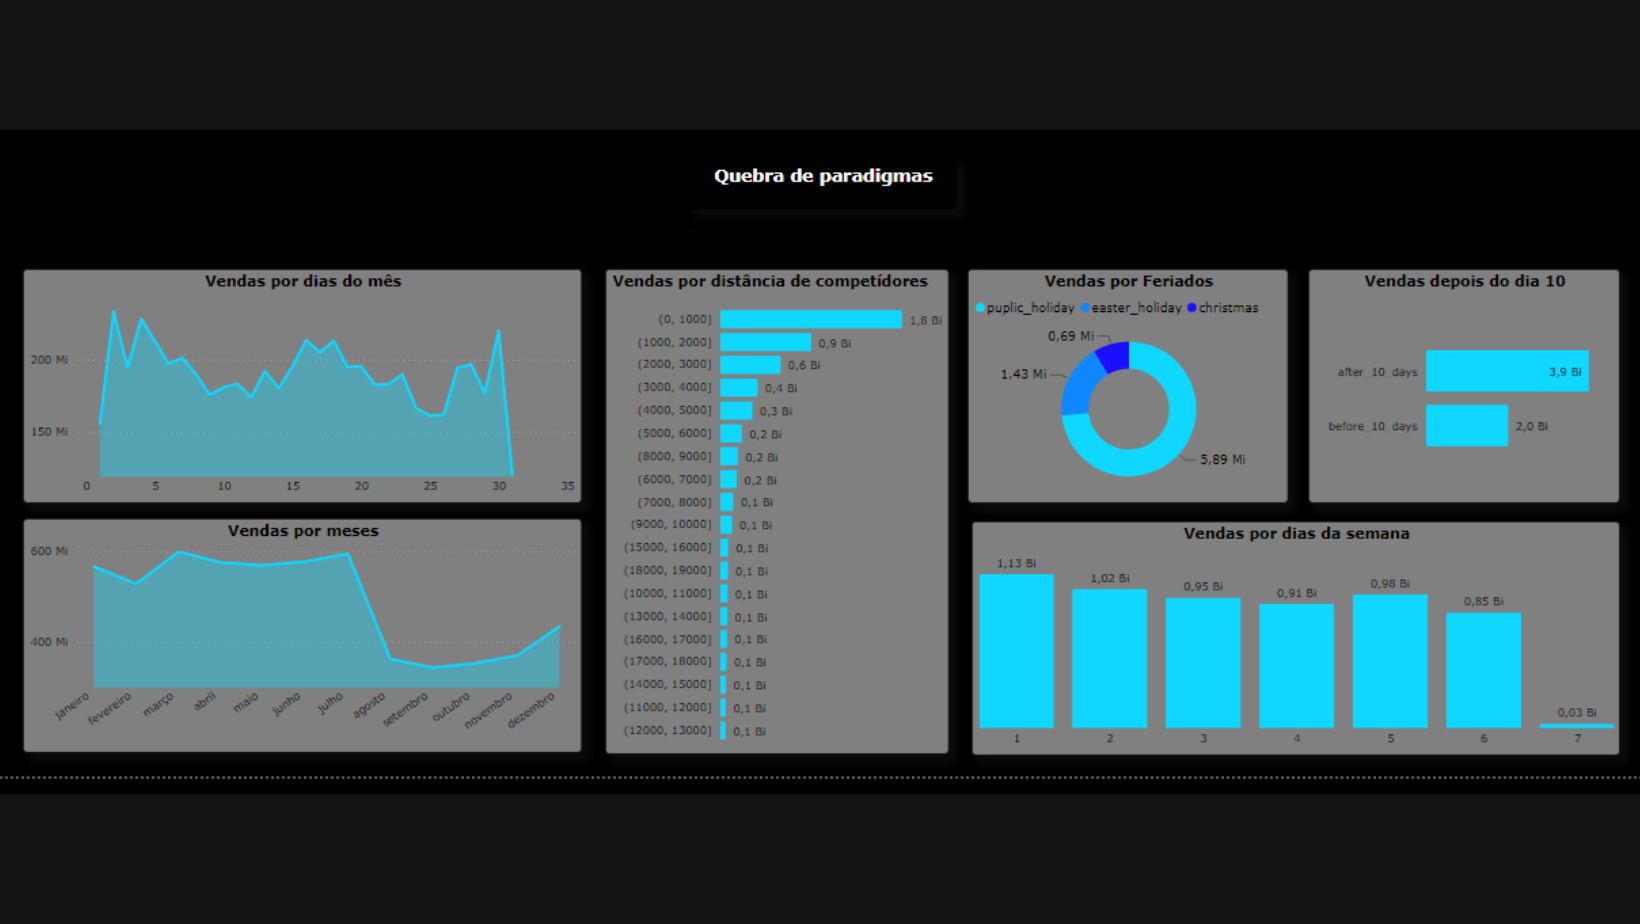 Quebra de paradigmas
Vendas por dias do mês
200 Mi
150 Mi
0 5 10 15 20 25 30 35
Vendas por meses
600 Mi
400 Mi
janeiro fevereiro março abril maio junho julho agosto setembro outubro novembro dezembro
Vendas por distância de competídores
(0, 1000] 1,8 Bi
(1000, 2000] 0,9 Bi
(2000, 3000] 0,6 Bi
(3000, 4000] 0,4 Bi
(4000, 5000] 0,3 Bi
(5000, 6000] 0,2 Bi
(8000, 9000] 0,2 Bi
(6000, 7000] 0,2 Bi
(7000, 8000] 0,1 Bi
(9000, 10000] 0,1 Bi
(15000, 16000] 0,1 Bi
(18000, 19000] 0,1 Bi
(10000, 11000] 0,1 Bi
(13000, 14000] 0,1 Bi
(16000, 17000] 0,1 Bi
(17000, 18000] 0,1 Bi
(14000, 15000] 0,1 Bi
(11000, 12000] 0,1 Bi
(12000, 13000] 0,1 Bi
Vendas por Feriados
puplic_holiday easter_holiday christmas
0,69 Mi
1,43 Mi
5,89 Mi
Vendas depois do dia 10
after_10_days 3,9 Bi
before_10_days 2,0 Bi
Vendas por dias da semana
1,13 Bi 1,02 Bi 0,95 Bi 0,91 Bi 0,98 Bi 0,85 Bi 0,03 Bi
1 2 3 4 5 6 7